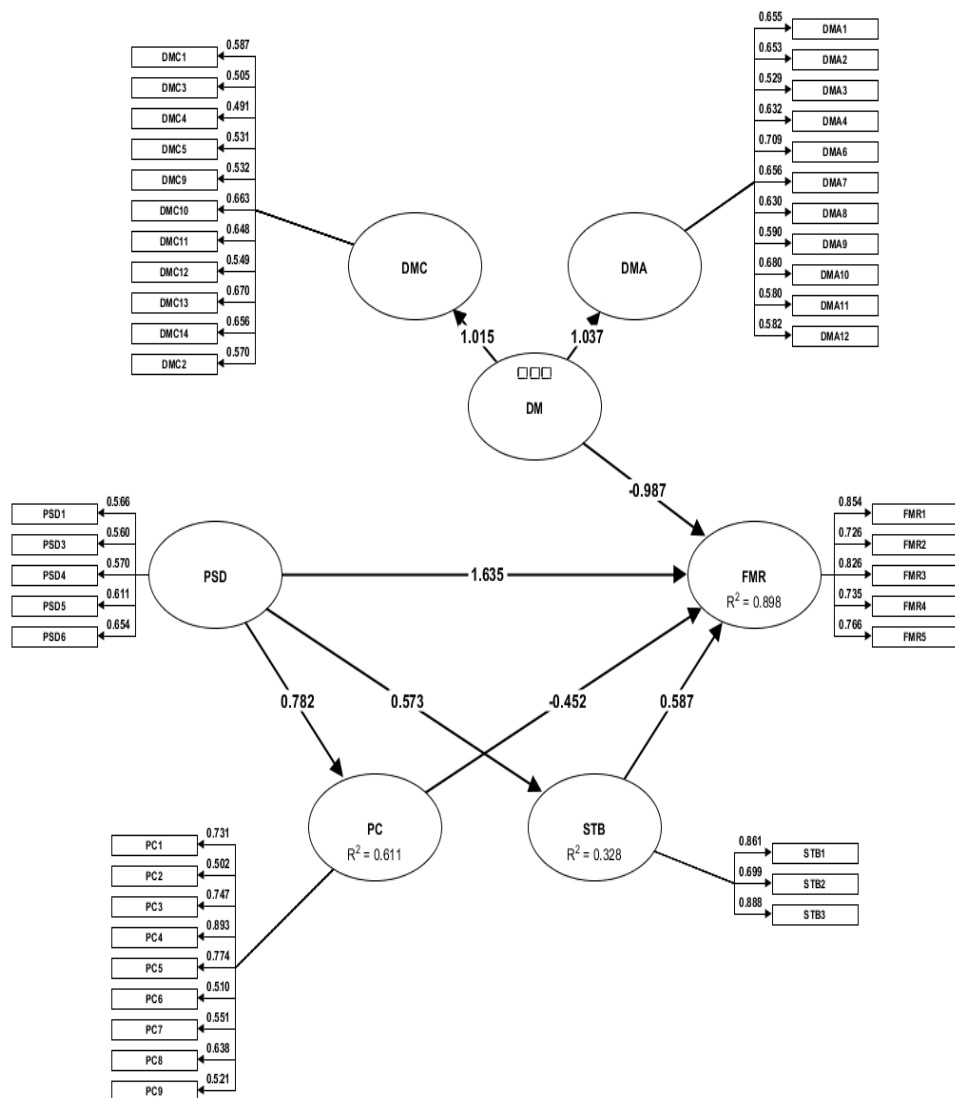 0.655
DMA1
0.653
DMA2
0.529
DMA3
0.632
DMA4
0.709
DMA6
0.656
DMA7
0.630
DMA8
0.590
DMA9
0.680
DMA10
0.580
DMA11
0.582
DMA12
0.587
DMC1
0.505
DMC3
0.491
DMC4
0.531
DMC5
0.532
DMC9
0.663
DMC10
0.648
DMC11
0.549
DMC12
0.670
DMC13
0.656
DMC14
0.570
DMC2
DMC
DMA
1.015
1.037
□□□
DM
-0.987
0.566
PSD1
0.560
PSD3
0.570
PSD4
0.611
PSD5
0.654
PSD6
PSD
1.635
FMR
R² = 0.898
0.854
FMR1
0.726
FMR2
0.826
FMR3
0.735
FMR4
0.766
FMR5
0.782
0.573
-0.452
0.587
PC
R² = 0.611
STB
R² = 0.328
0.731
PC1
0.502
PC2
0.747
PC3
0.893
PC4
0.774
PC5
0.510
PC6
0.551
PC7
0.638
PC8
0.521
PC9
0.861
STB1
0.699
STB2
0.888
STB3